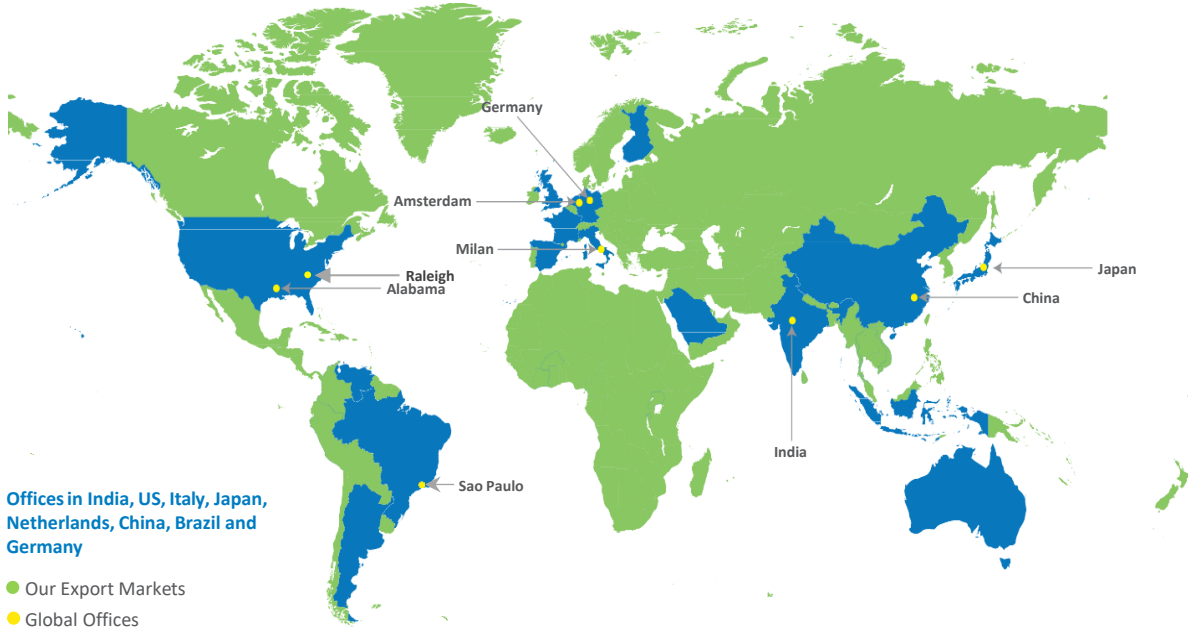 Germany
Amsterdam
Milan
Raleigh
Alabama
Japan
China
India
Sao Paulo
Offices in India, US, Italy, Japan,
Netherlands, China, Brazil and
Germany
Our Export Markets
Global Offices